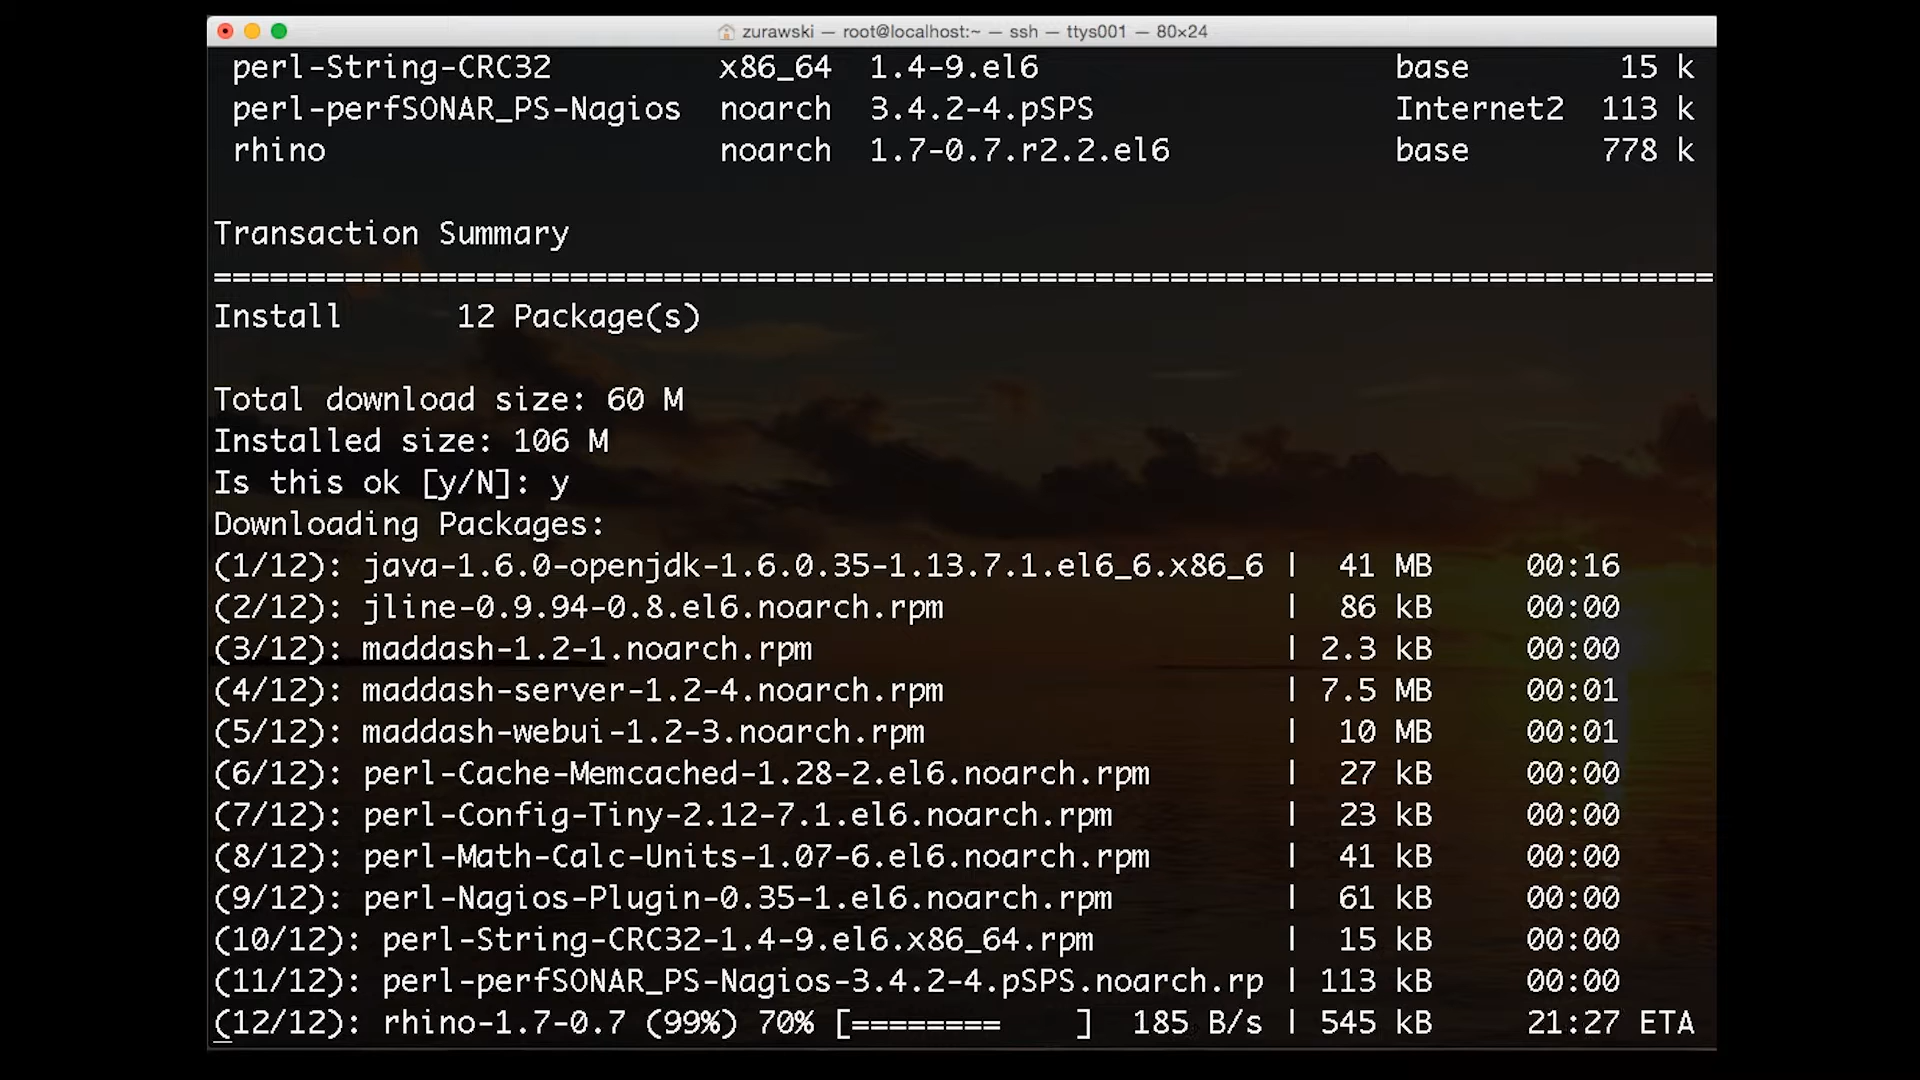 zurawski — root@localhost:~ — ssh — ttys001 — 80×24
perl-String-CRC32 x86_64 1.4-9.el6 base 15 k
perl-perfSONAR_PS-Nagios noarch 3.4.2-4.pSPS Internet2 113 k
rhino noarch 1.7-0.7.r2.2.el6 base 778 k
Transaction Summary
================================================================================
Install 12 Package(s)
Total download size: 60 M
Installed size: 106 M
Is this ok [y/N]: y
Downloading Packages:
(1/12): java-1.6.0-openjdk-1.6.0.35-1.13.7.1.el6_6.x86_6 | 41 MB 00:16
(2/12): jline-0.9.94-0.8.el6.noarch.rpm | 86 kB 00:00
(3/12): maddash-1.2-1.noarch.rpm | 2.3 kB 00:00
(4/12): maddash-server-1.2-4.noarch.rpm | 7.5 MB 00:01
(5/12): maddash-webui-1.2-3.noarch.rpm | 10 MB 00:01
(6/12): perl-Cache-Memcached-1.28-2.el6.noarch.rpm | 27 kB 00:00
(7/12): perl-Config-Tiny-2.12-7.1.el6.noarch.rpm | 23 kB 00:00
(8/12): perl-Math-Calc-Units-1.07-6.el6.noarch.rpm | 41 kB 00:00
(9/12): perl-Nagios-Plugin-0.35-1.el6.noarch.rpm | 61 kB 00:00
(10/12): perl-String-CRC32-1.4-9.el6.x86_64.rpm | 15 kB 00:00
(11/12): perl-perfSONAR_PS-Nagios-3.4.2-4.pSPS.noarch.rp | 113 kB 00:00
(12/12): rhino-1.7-0.7 (99%) 70% [======== ] 185 B/s | 545 kB 21:27 ETA